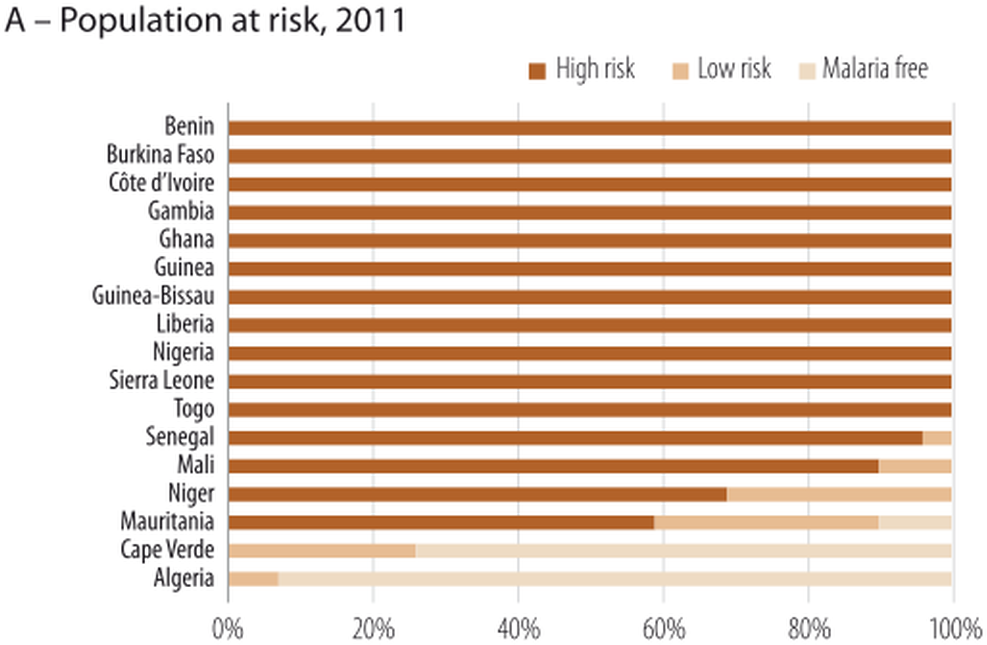 A – Population at risk, 2011
High risk Low risk Malaria free
Benin
Burkina Faso
Côte d’Ivoire
Gambia
Ghana
Guinea
Guinea-Bissau
Liberia
Nigeria
Sierra Leone
Togo
Senegal
Mali
Niger
Mauritania
Cape Verde
Algeria
0% 20% 40% 60% 80% 100%